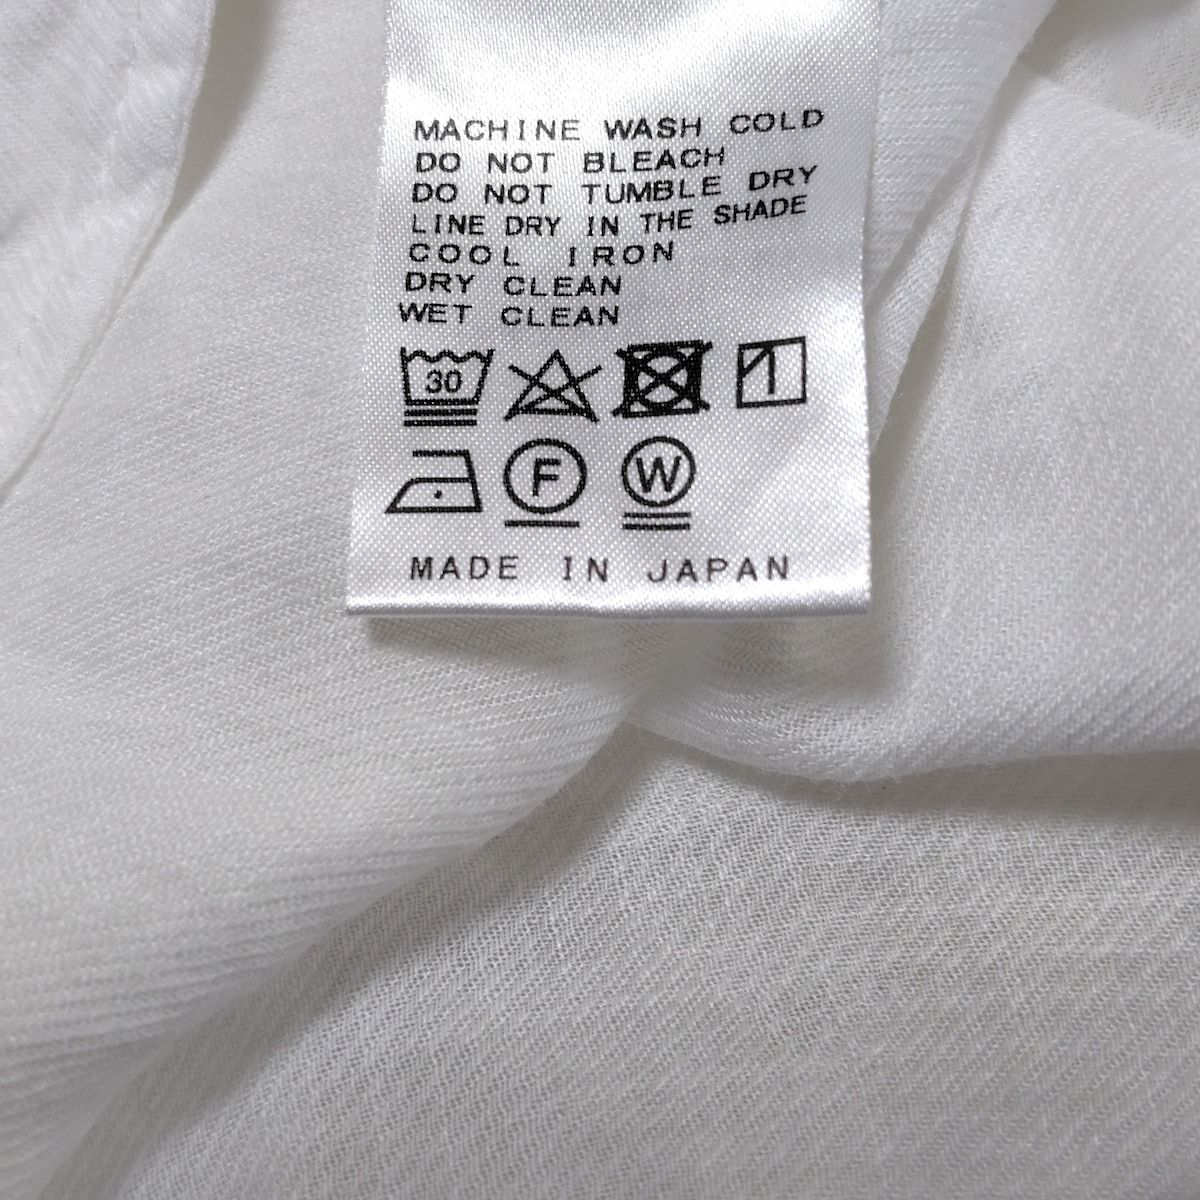 MACHINE WASH COLD
DO NOT BLEACH
DO NOT TUMBLE DRY
LINE DRY IN THE SHADE
COOL IRON
DRY CLEAN
WET CLEAN
30
F W
MADE IN JAPAN